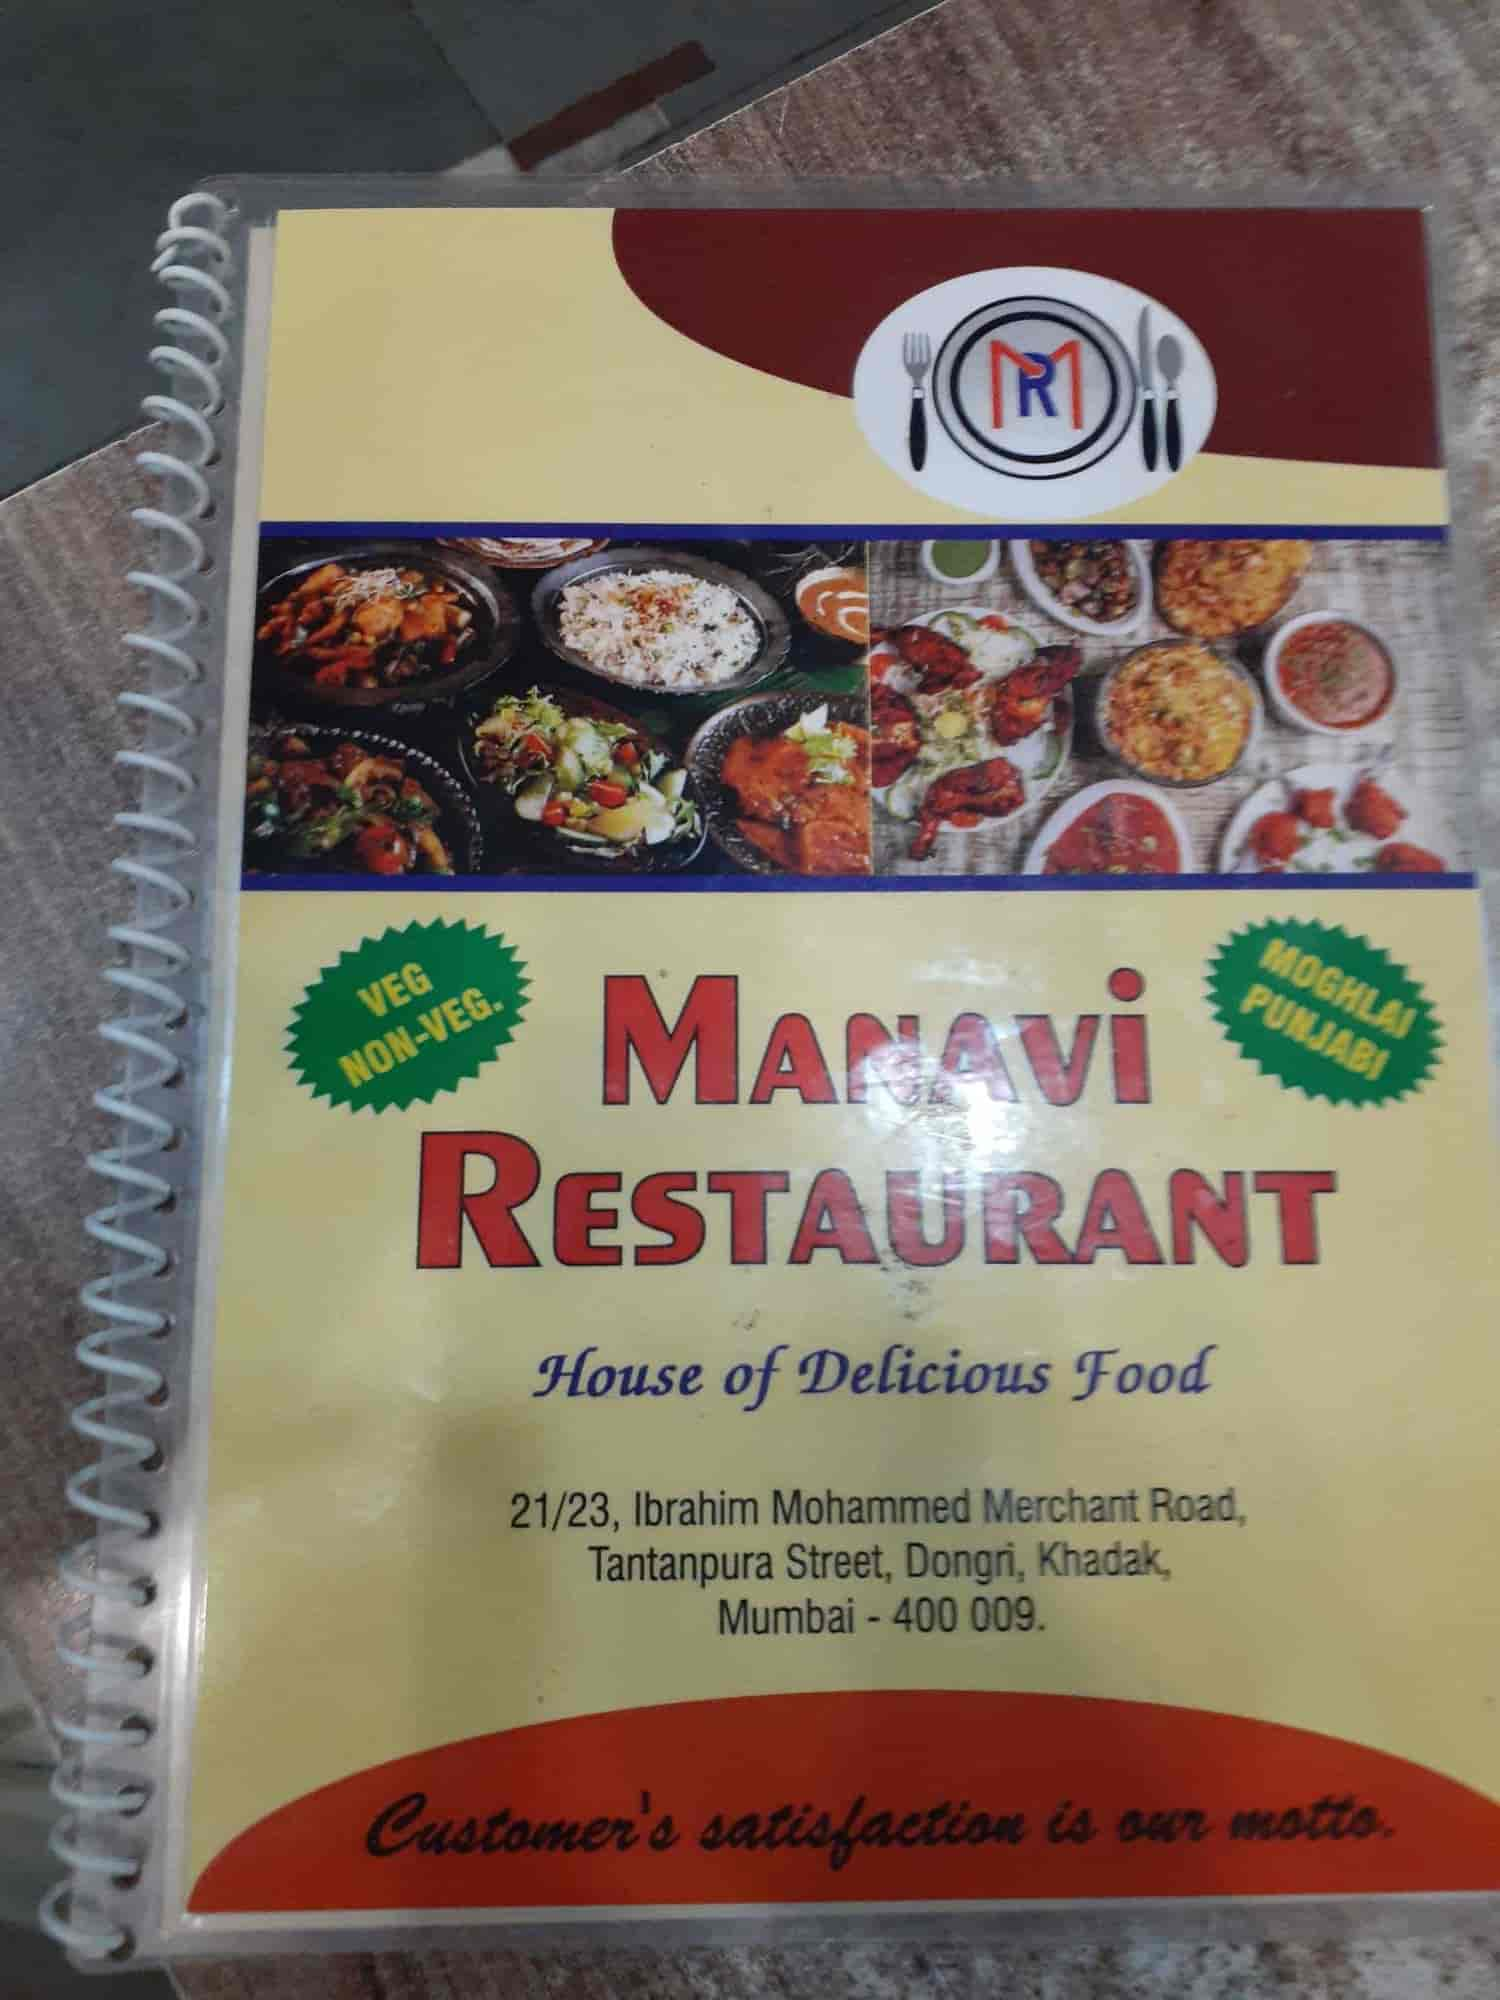 MR
VEG
NON-VEG.
MOGHLAI
PUNJABI
MANAVi
RESTAURANT
House of Delicious Food
21/23, Ibrahim Mohammed Merchant Road,
Tantanpura Street, Dongri, Khadak,
Mumbai - 400 009.
Customer's satisfaction is our motto.